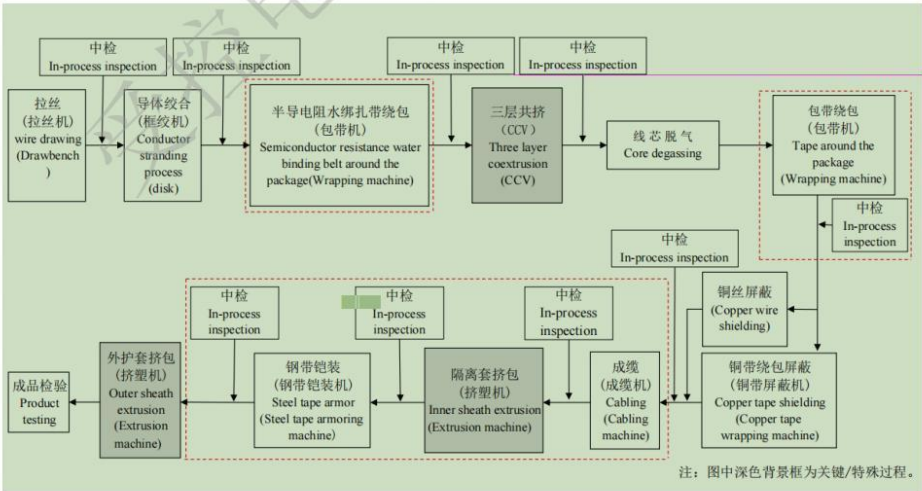 中检
In-process inspection
中检
In-process inspection
中检
In-process inspection
中检
In-process inspection
拉丝
(拉丝机)
wire drawing
(Drawbench
)
导体绞合
(框绞机)
Conductor
stranding
process
(disk)
半导电阻水绑扎带绕包
(包带机)
Semiconductor resistance water
binding belt around the
package(Wrapping machine)
三层共挤
(CCV)
Three layer
coextrusion
(CCV)
线芯脱气
Core degassing
包带绕包
(包带机)
Tape around the
package
(Wrapping machine)
中检
In-process
inspection
中检
In-process
inspection
铜丝屏蔽
(Copper wire
shielding)
铜带绕包屏蔽
(铜带屏蔽机)
Copper tape shielding
(Copper tape
wrapping machine)
中检
In-process
inspection
中检
In-process
inspection
中检
In-process
inspection
成品检验
Product
testing
外护套挤包
(挤塑机)
Outer sheath
extrusion
(Extrusion
machine)
钢带铠装
(钢带铠装机)
Steel tape armor
(Steel tape armoring
machine)
隔离套挤包
(挤塑机)
Inner sheath extrusion
(Extrusion machine)
成缆
(成缆机)
Cabling
(Cabling
machine)
注：图中深色背景框为关键/特殊过程。
受控